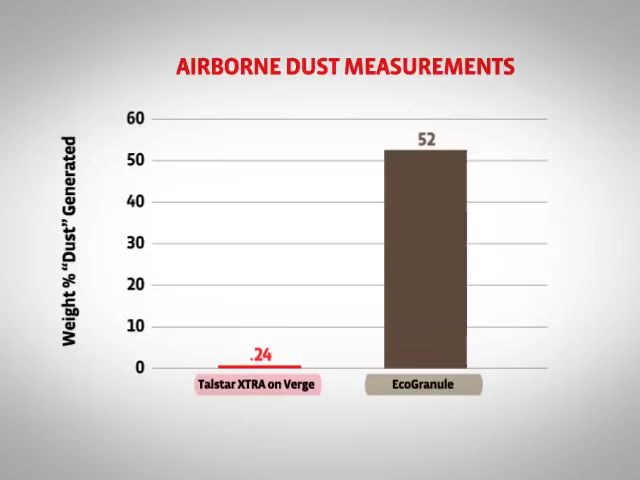 AIRBORNE DUST MEASUREMENTS
Weight % “Dust” Generated
60
50
40
30
20
10
0
.24
52
Talstar XTRA on Verge
EcoGranule